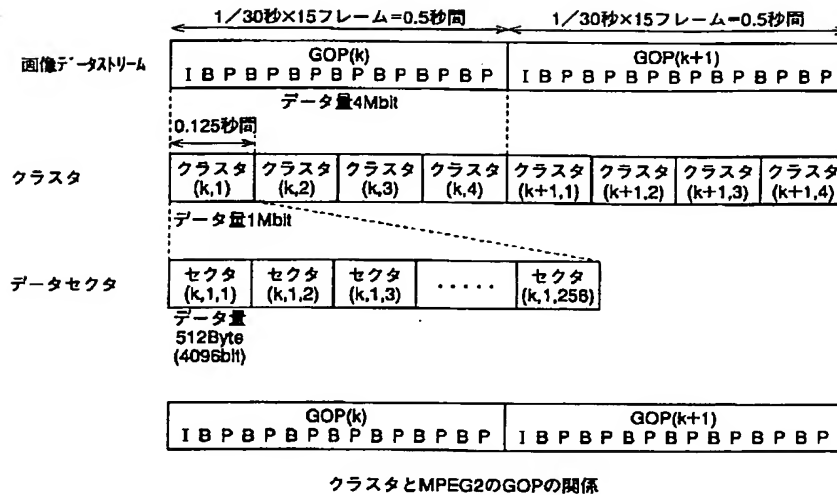 1／30秒×15フレーム=0.5秒間 1／30秒×15フレーム=0.5秒間
画像データストリーム
GOP(k) GOP(k+1)
I B P B P B P B P B P B P B P I B P B P B P B P B P B P B P
データ量4Mbit
0.125秒間
クラスタ
クラスタ (k,1) クラスタ (k,2) クラスタ (k,3) クラスタ (k,4) クラスタ (k+1,1) クラスタ (k+1,2) クラスタ (k+1,3) クラスタ (k+1,4)
データ量1Mbit
データセクタ
セクタ (k,1,1) セクタ (k,1,2) セクタ (k,1,3) ..... セクタ (k,1,256)
データ量
512Byte
(4096bit)
GOP(k) GOP(k+1)
I B P B P B P B P B P B P B P I B P B P B P B P B P B P B P
クラスタとMPEG2のGOPの関係